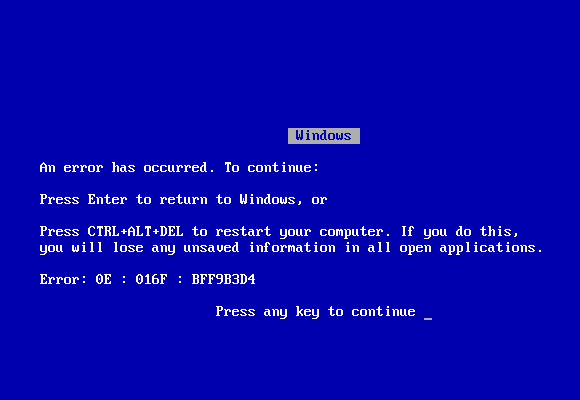 Windows
An error has occurred. To continue:
Press Enter to return to Windows, or
Press CTRL+ALT+DEL to restart your computer. If you do this,
you will lose any unsaved information in all open applications.
Error: 0E : 016F : BFF9B3D4
Press any key to continue _